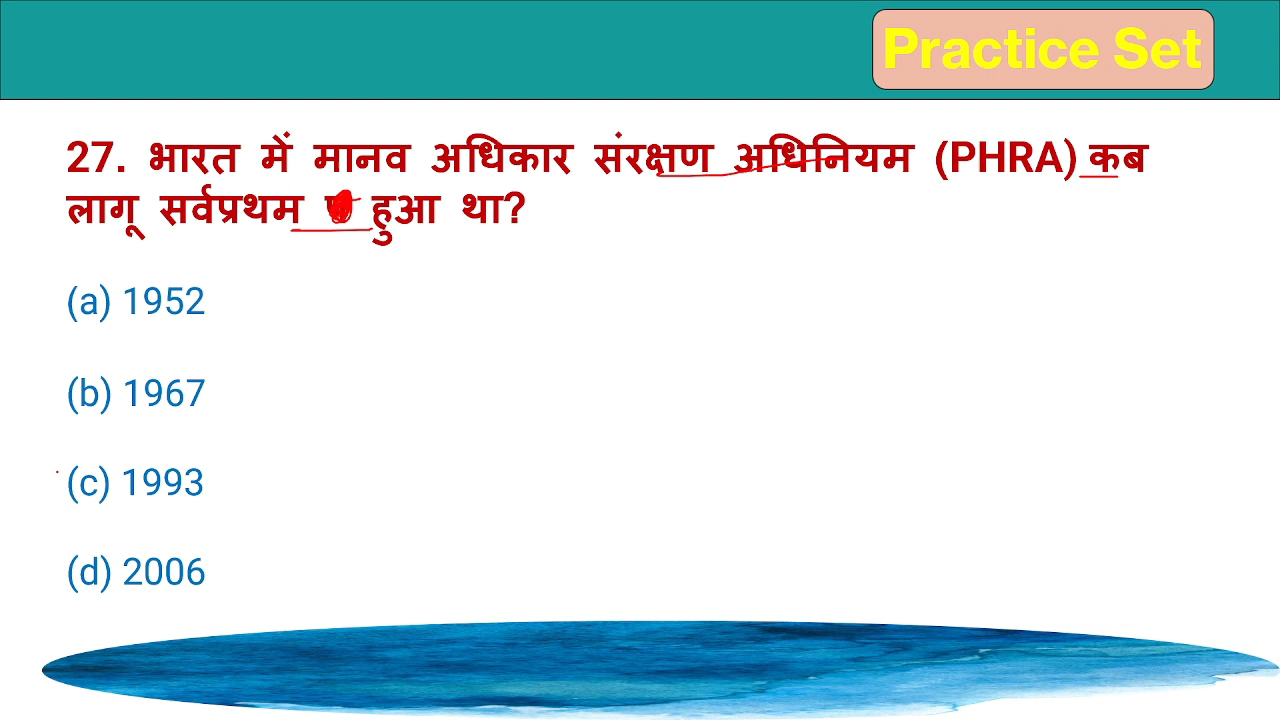 Practice Set
27. भारत में मानव अधिकार संरक्षण अधिनियम (PHRA) कब
लागू सर्वप्रथम हुआ था?
(a) 1952
(b) 1967
(c) 1993
(d) 2006